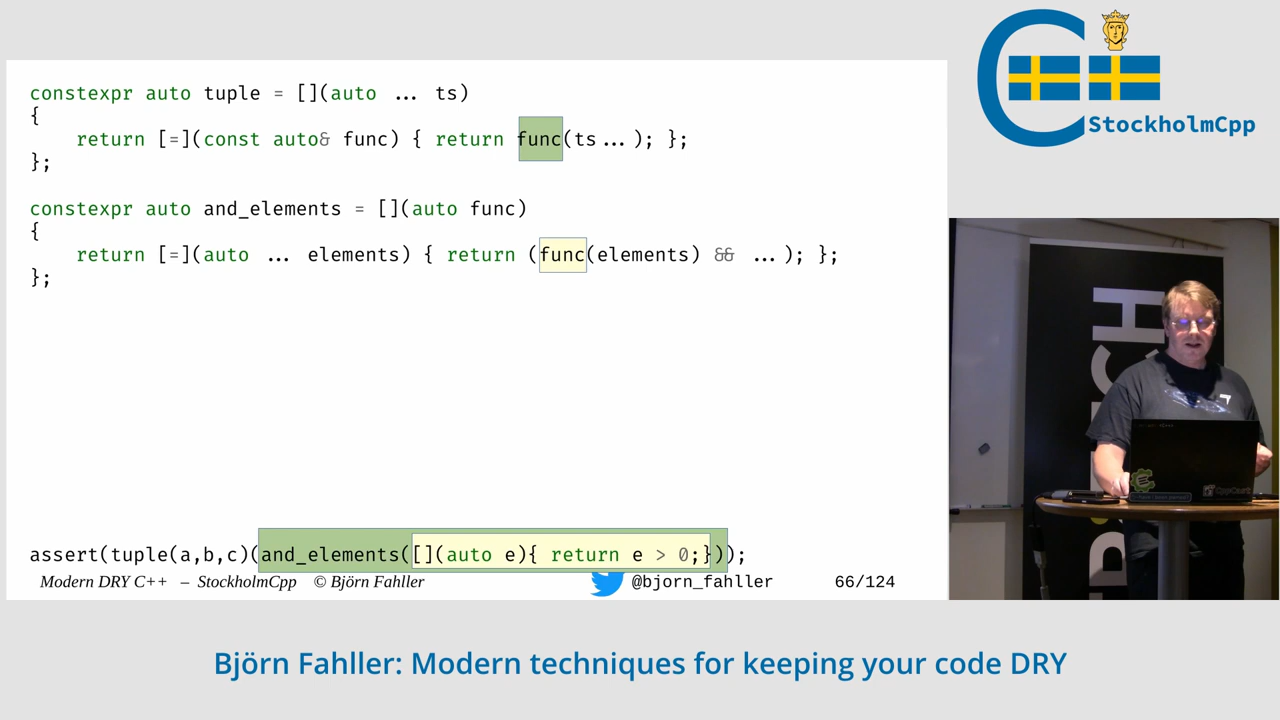 constexpr auto tuple = [](auto ... ts)
{
    return [=](const auto& func) { return func(ts...); };
};
constexpr auto and_elements = [](auto func)
{
    return [=](auto ... elements) { return (func(elements) && ...); };
};
assert(tuple(a,b,c)(and_elements([](auto e){ return e > 0;}));
Modern DRY C++ – StockholmCpp © Björn Fahller @bjorn_fahller 66/124
StockholmCpp
Björn Fahller: Modern techniques for keeping your code DRY